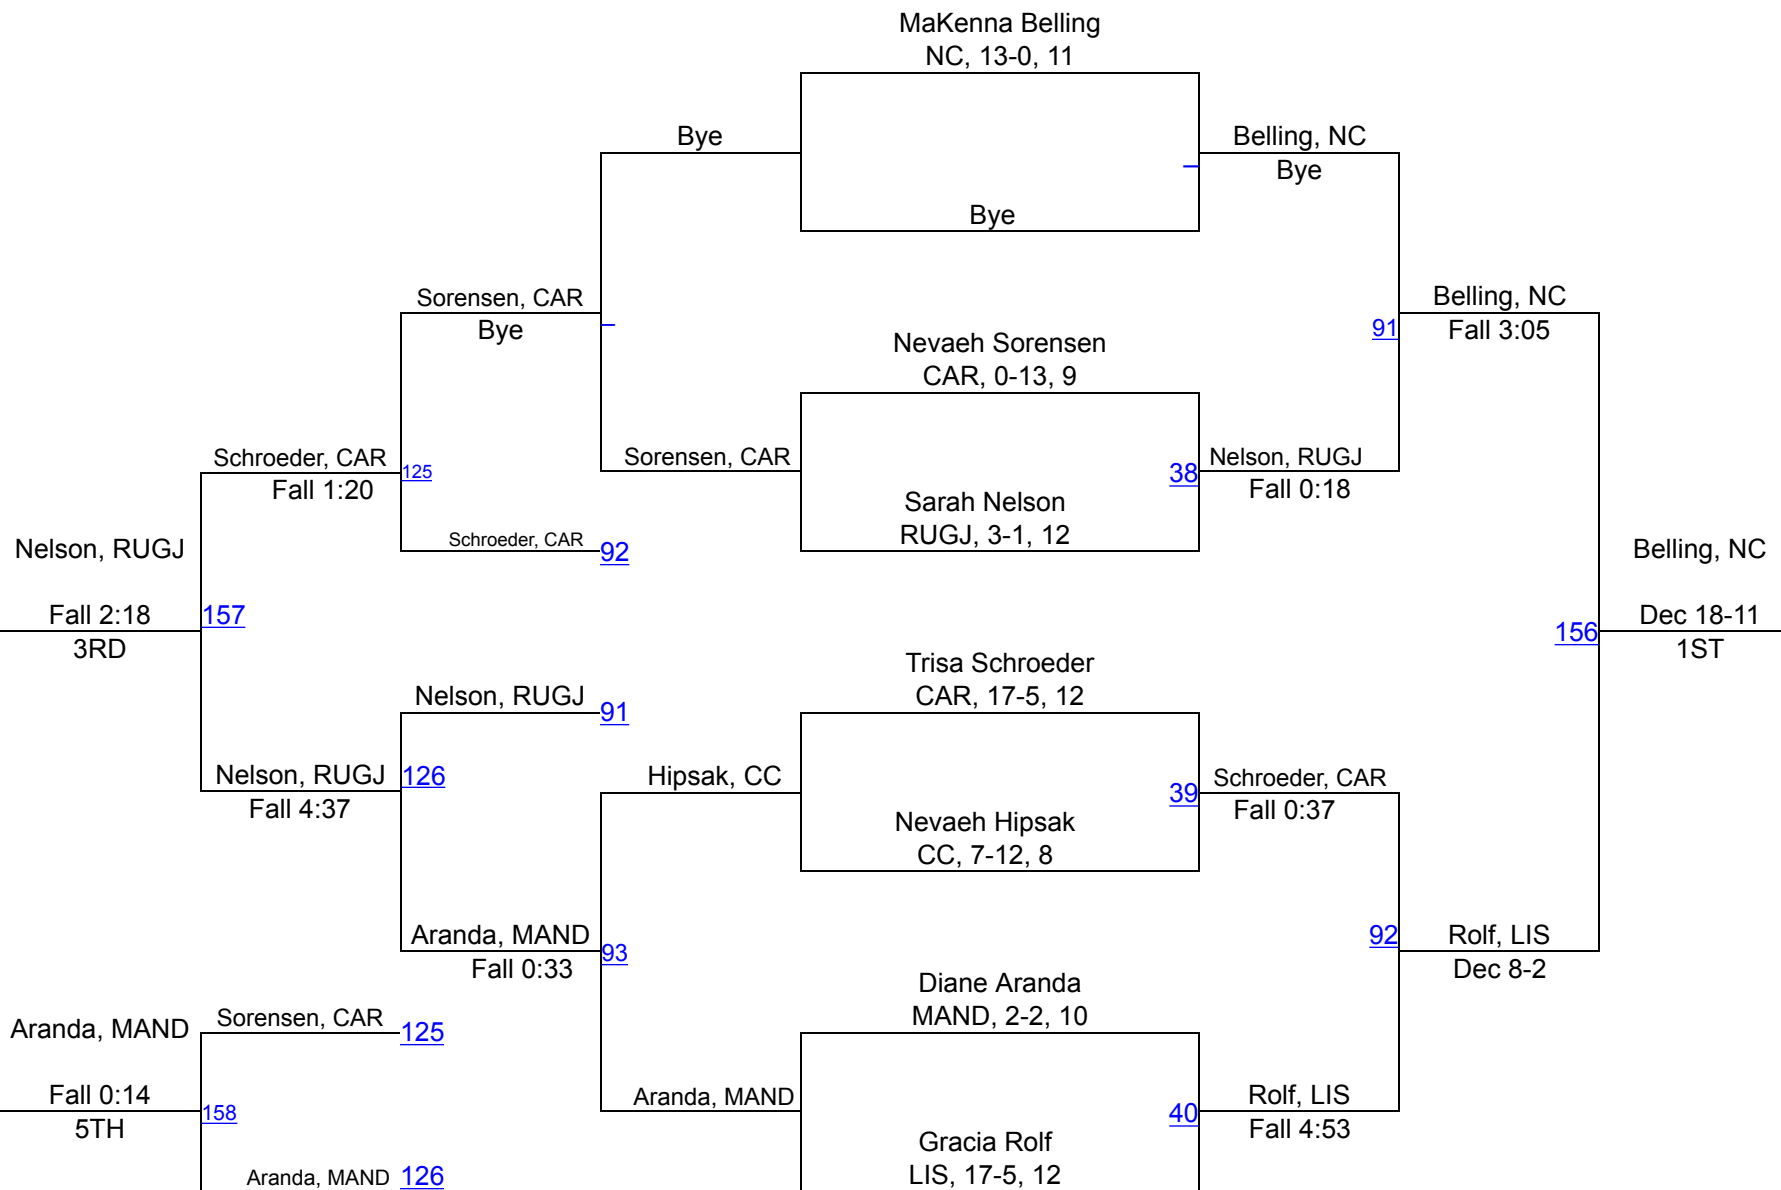 MaKenna Belling
NC, 13-0, 11
Bye
Belling, NC
Bye
Bye
Sorensen, CAR
Bye
Belling, NC
91
Fall 3:05
Nevaeh Sorensen
CAR, 0-13, 9
Schroeder, CAR
125
Fall 1:20
Sorensen, CAR
38
Nelson, RUGJ
Fall 0:18
Sarah Nelson
RUGJ, 3-1, 12
Nelson, RUGJ
Schroeder, CAR
92
Belling, NC
Fall 2:18
157
3RD
156
Dec 18-11
1ST
Trisa Schroeder
CAR, 17-5, 12
Nelson, RUGJ
91
Nelson, RUGJ
126
Fall 4:37
Hipsak, CC
39
Schroeder, CAR
Fall 0:37
Nevaeh Hipsak
CC, 7-12, 8
Aranda, MAND
93
Fall 0:33
92
Rolf, LIS
Dec 8-2
Diane Aranda
MAND, 2-2, 10
Aranda, MAND
Sorensen, CAR
125
Fall 0:14
158
5TH
Aranda, MAND
40
Rolf, LIS
Fall 4:53
Gracia Rolf
LIS, 17-5, 12
Aranda, MAND
126